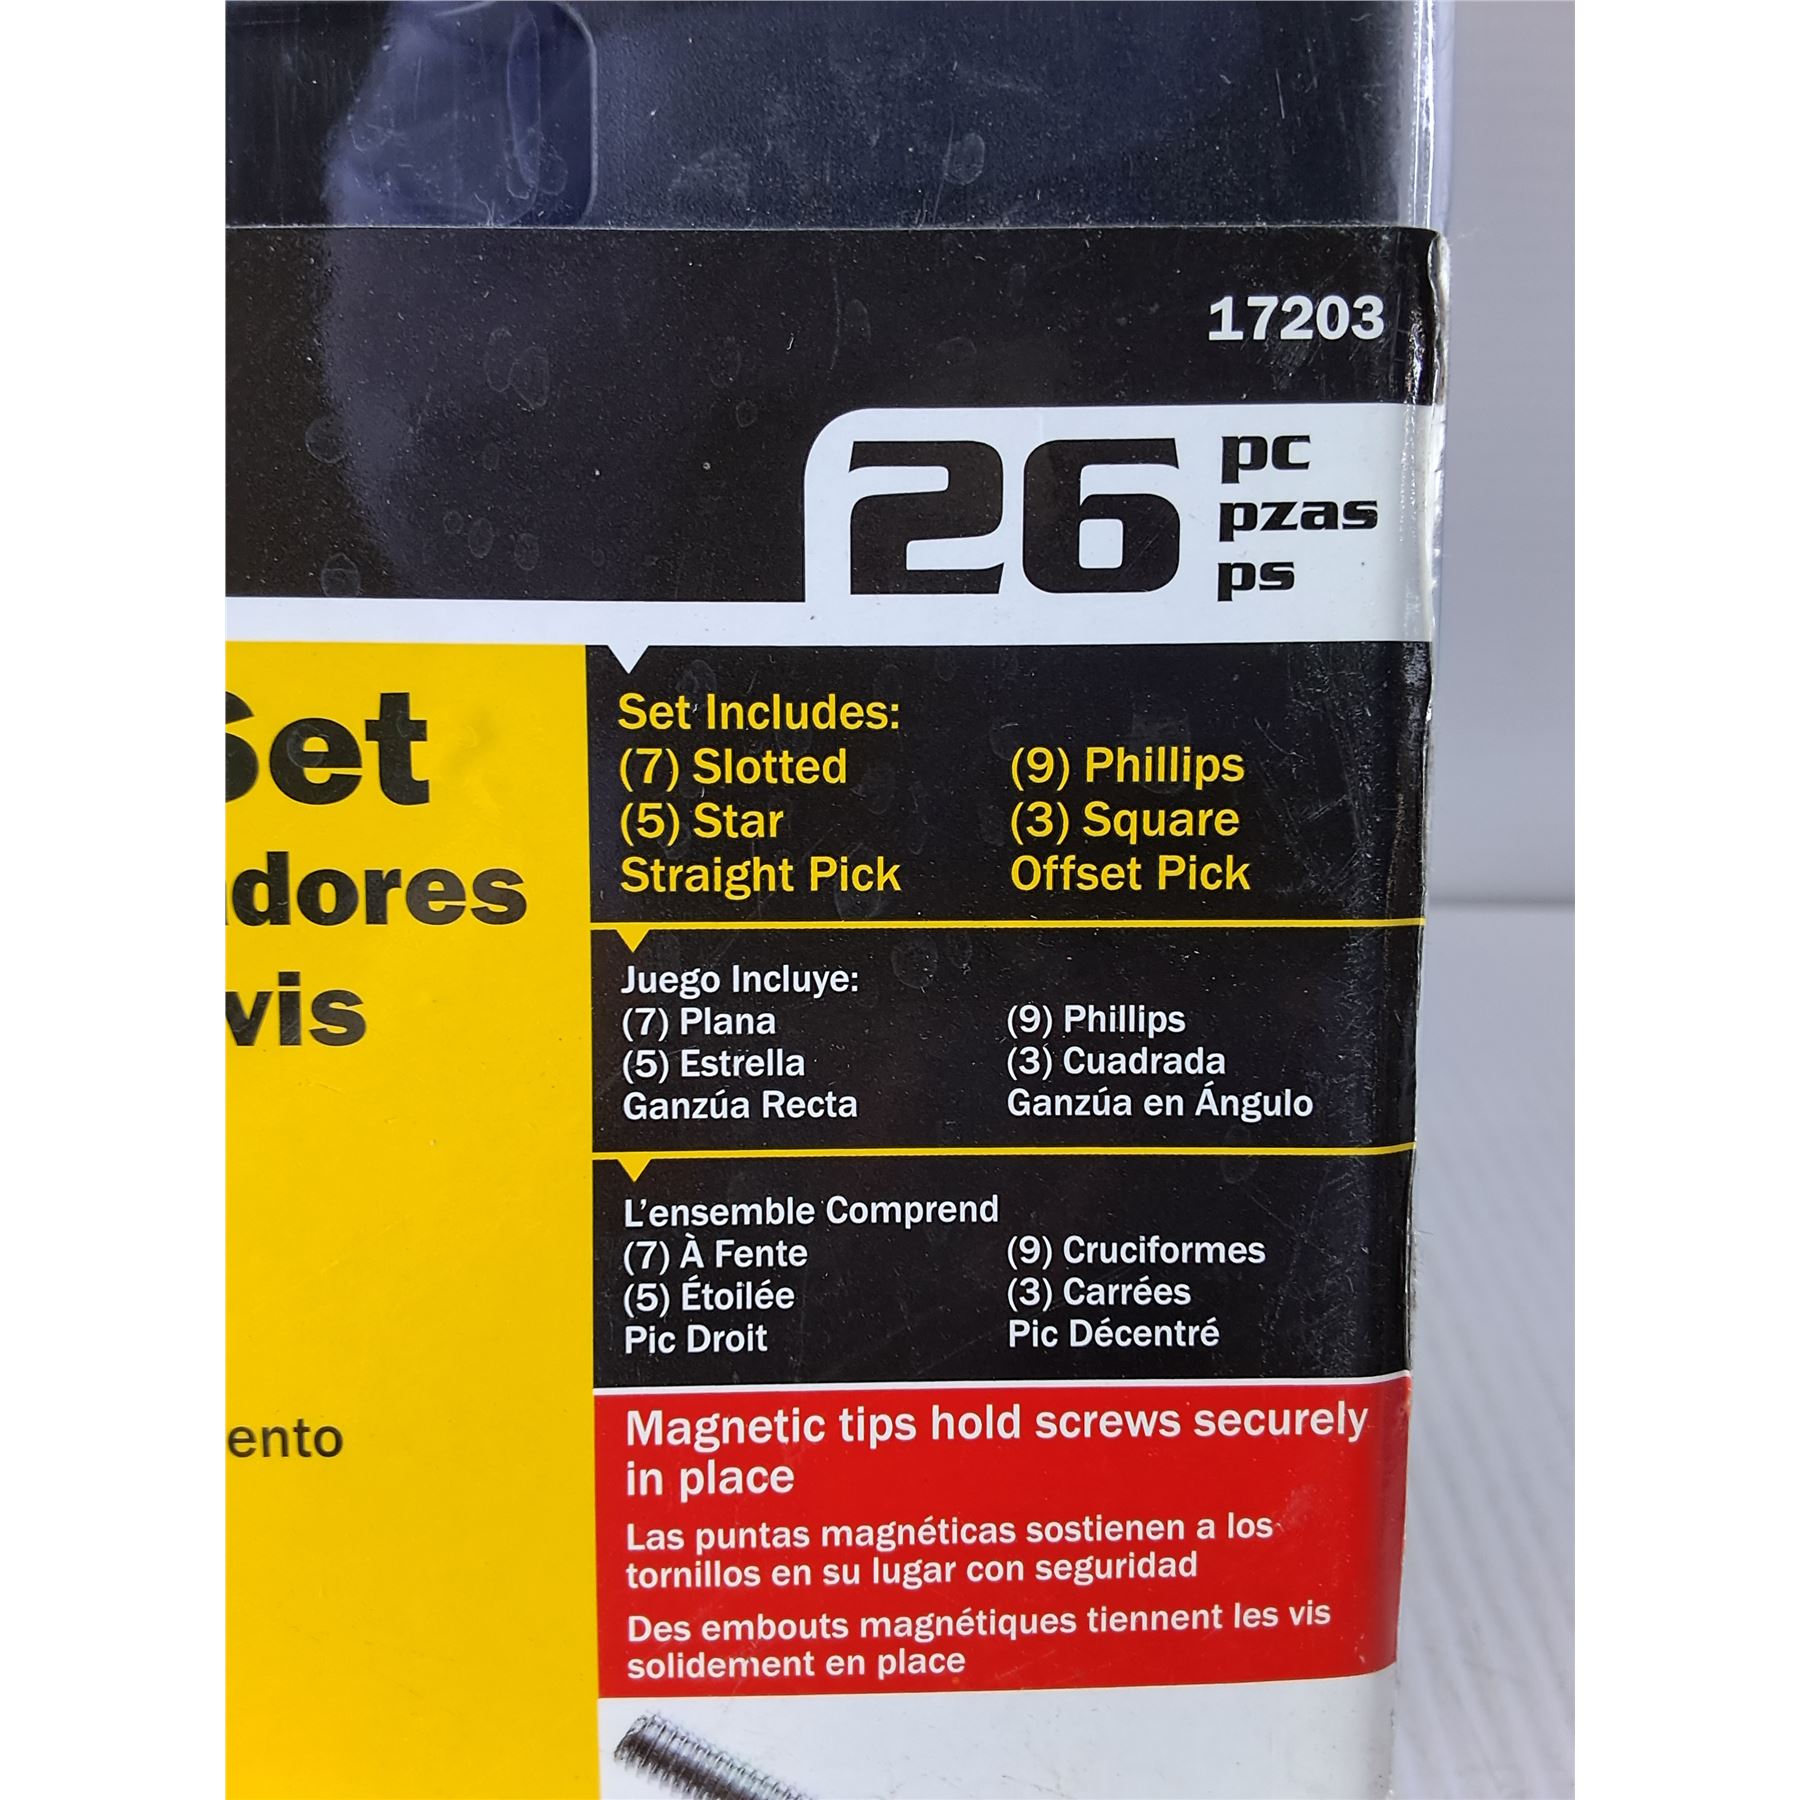 17203
26 pc
pzas
ps
Set
vis
Set Includes:
(7) Slotted (9) Phillips
(5) Star (3) Square
Straight Pick Offset Pick
Juego Incluye:
(7) Plana (9) Phillips
(5) Estrella (3) Cuadrada
Ganzúa Recta Ganzúa en Ángulo
L'ensemble Comprend
(7) À Fente (9) Cruciformes
(5) Étoilée (3) Carrées
Pic Droit Pic Décentré
Magnetic tips hold screws securely
in place
Las puntas magnéticas sostienen a los
tornillos en su lugar con seguridad
Des embouts magnétiques tiennent les vis
solidement en place